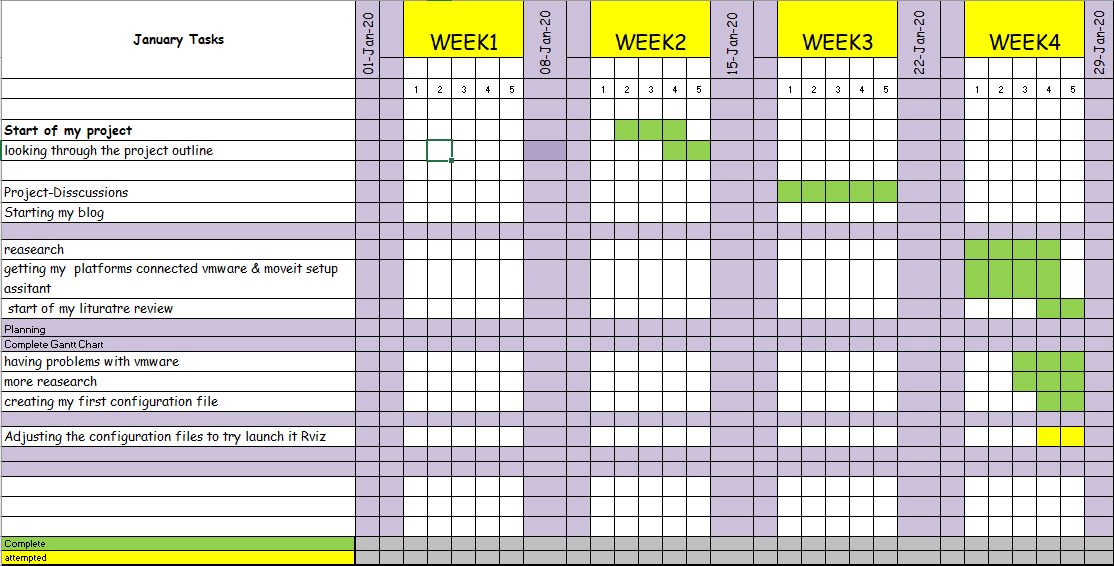 January Tasks
01-Jan-20
WEEK1
08-Jan-20
WEEK2
15-Jan-20
WEEK3
22-Jan-20
WEEK4
29-Jan-20
1 2 3 4 5 1 2 3 4 5 1 2 3 4 5 1 2 3 4 5
Start of my project
looking through the project outline
Project-Disscussions
Starting my blog
reasearch
getting my platforms connected vmware & moveit setup
assitant
start of my lituratre review
Planning
Complete Gantt Chart
having problems with vmware
more reasearch
creating my first configuration file
Adjusting the configuration files to try launch it Rviz
Complete
attempted